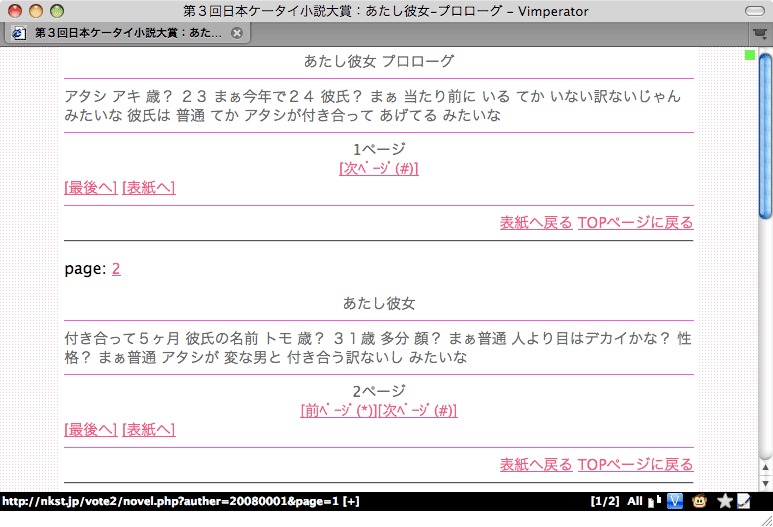 第３回日本ケータイ小説大賞：あたし彼女-プロローグ - Vimperator
第３回日本ケータイ小説大賞：あた...
あたし彼女 プロローグ
アタシ アキ 歳？ ２３ まぁ今年で２４ 彼氏？ まぁ 当たり前に いる てか いない訳ないじゃん
みたいな 彼氏は 普通 てか アタシが付き合って あげてる みたいな
1ページ
[次ﾍﾟｰｼﾞ(#)]
[最後へ] [表紙へ]
表紙へ戻る TOPページに戻る
page: 2
あたし彼女
付き合って５ヶ月 彼氏の名前 トモ 歳？ ３１歳 多分 顔？ まぁ普通 人より目はデカイかな？ 性
格？ まぁ普通 アタシが 変な男と 付き合う訳ないし みたいな
2ページ
[前ﾍﾟｰｼﾞ(*)][次ﾍﾟｰｼﾞ(#)]
[最後へ] [表紙へ]
表紙へ戻る TOPページに戻る
http://nkst.jp/vote2/novel.php?auther=20080001&page=1 [+] [1/2] All